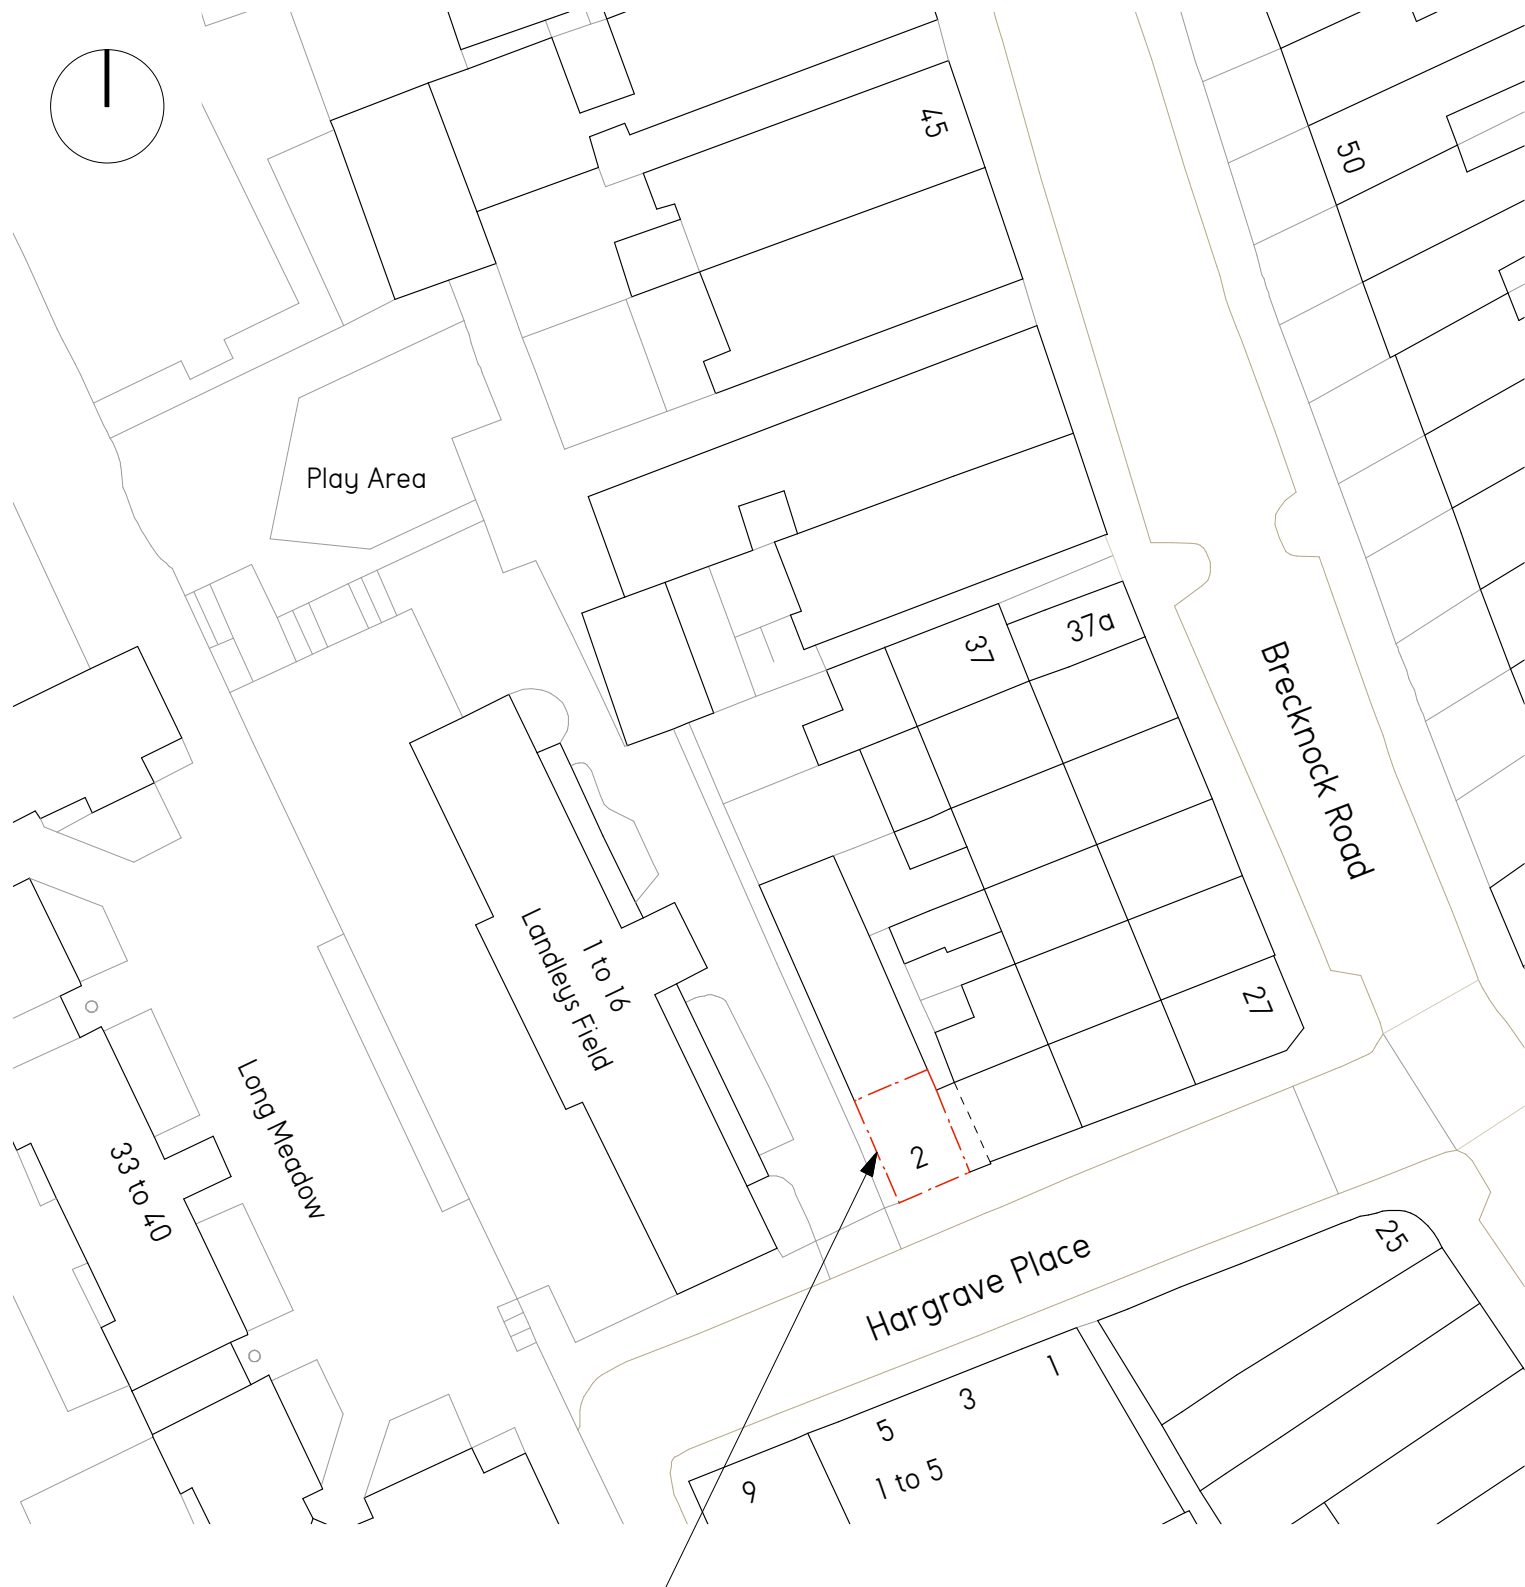 45
50
Play Area
37
37a
Brecknock Road
1 to 16
Landleys Field
27
Long Meadow
33 to 40
2
25
Hargrave Place
1
3
5
1 to 5
9